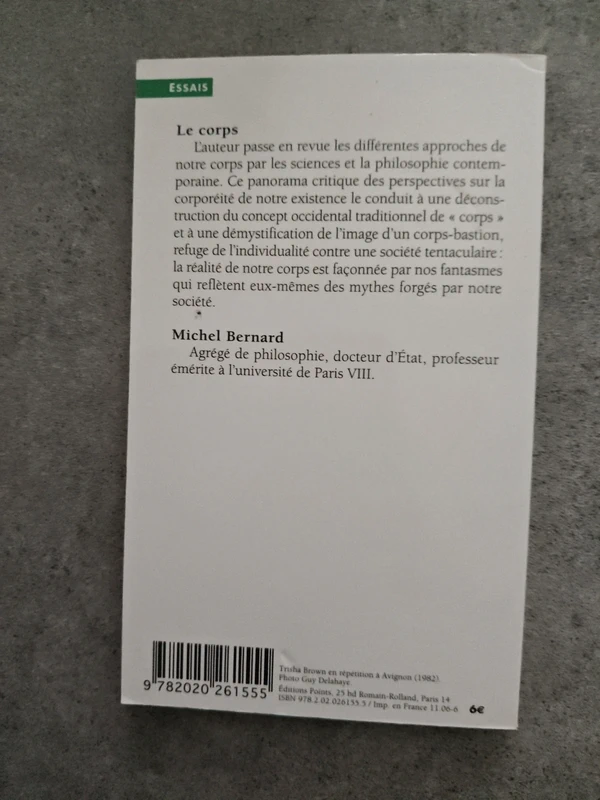 ESSAIS
Le corps
L'auteur passe en revue les différentes approches de
notre corps par les sciences et la philosophie contem-
poraine. Ce panorama critique des perspectives sur la
corporéité de notre existence le conduit à une décons-
truction du concept occidental traditionnel de « corps »
et à une démystification de l'image d'un corps-bastion,
refuge de l'individualité contre une société tentaculaire :
la réalité de notre corps est façonnée par nos fantasmes
qui reflètent eux-mêmes des mythes forgés par notre
société.
Michel Bernard
Agrégé de philosophie, docteur d'État, professeur
émérite à l'université de Paris VIII.
9 782020 261555
Trisha Brown en répétition à Avignon (1982)
Photo Guy Delahaye.
Éditions Points, 25 bd Romain-Rolland, Paris 14
ISBN 978.2.02.026155.5 / Imp. en France 11.06-6
6€